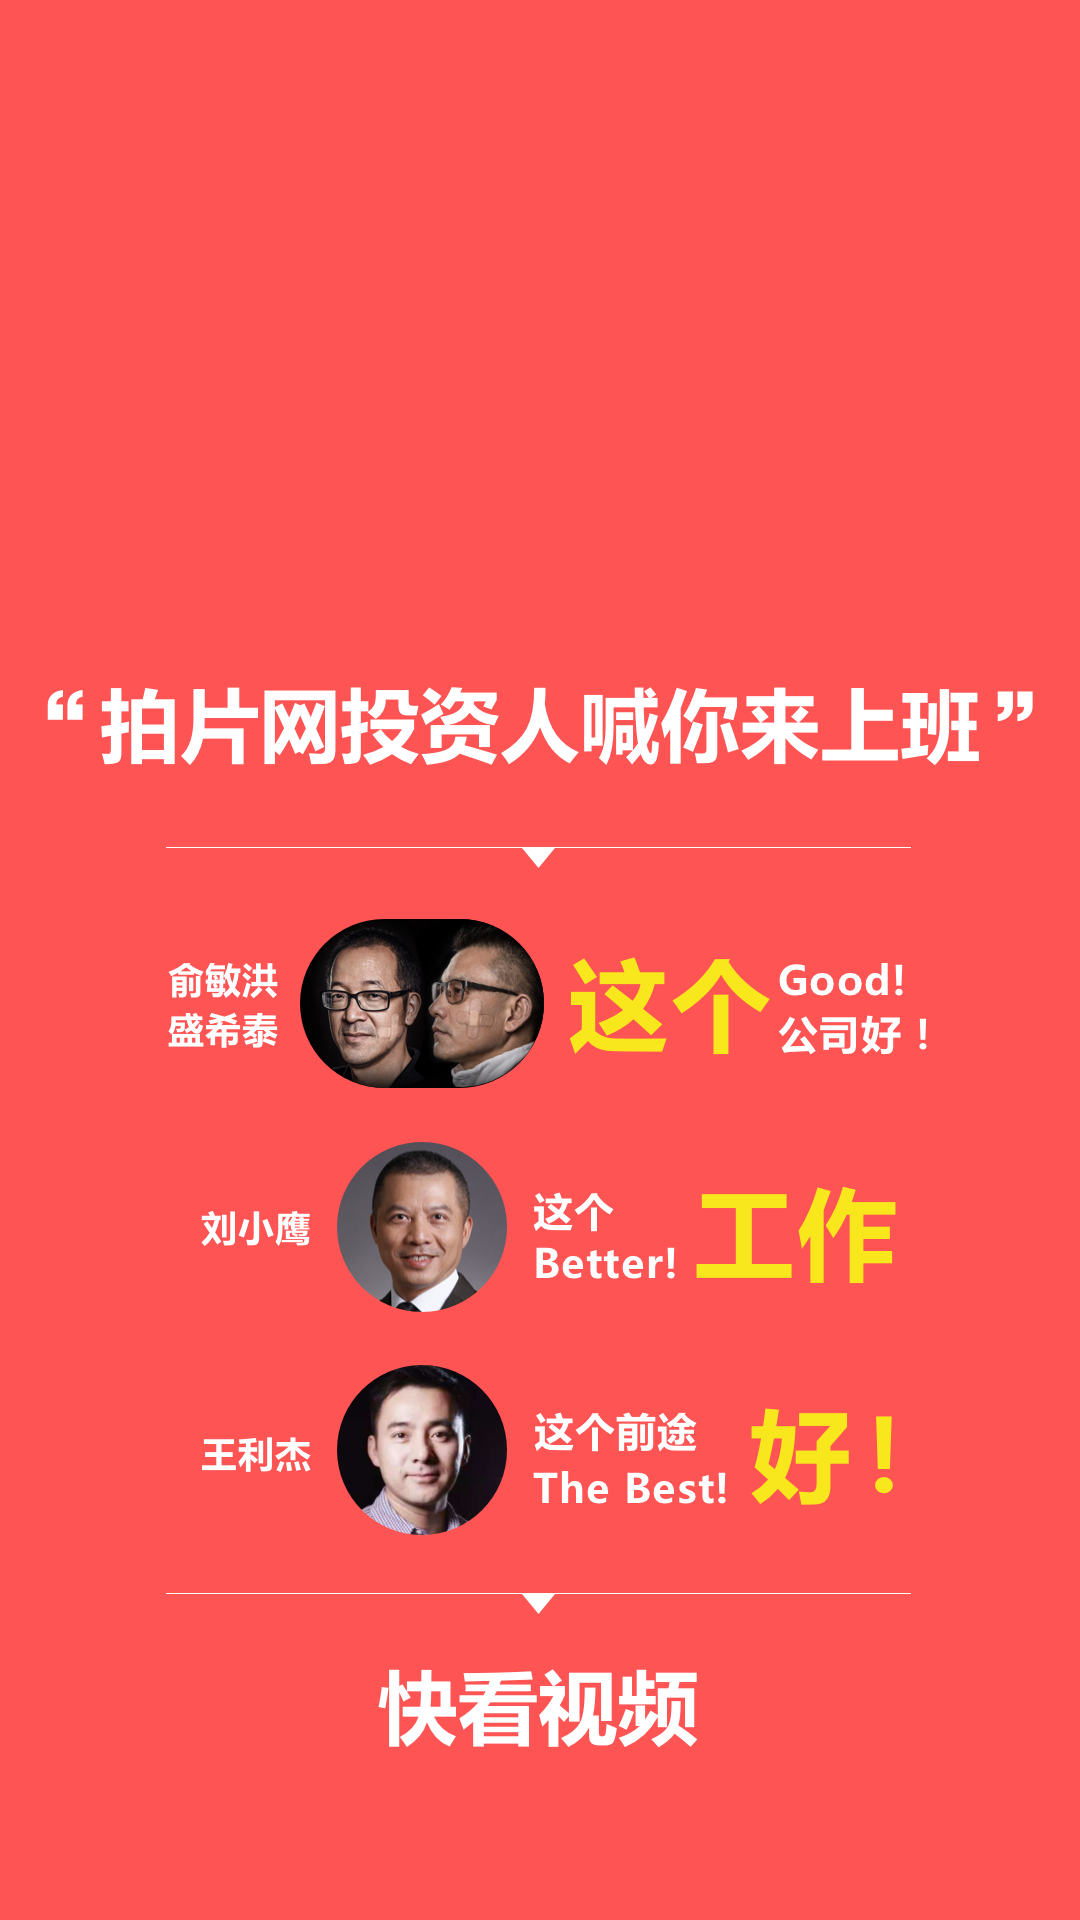 “拍片网投资人喊你来上班”
俞敏洪
盛希泰
这个
Good!
公司好！
刘小鹰
这个
Better!
工作
王利杰
这个前途
The Best!
好！
快看视频